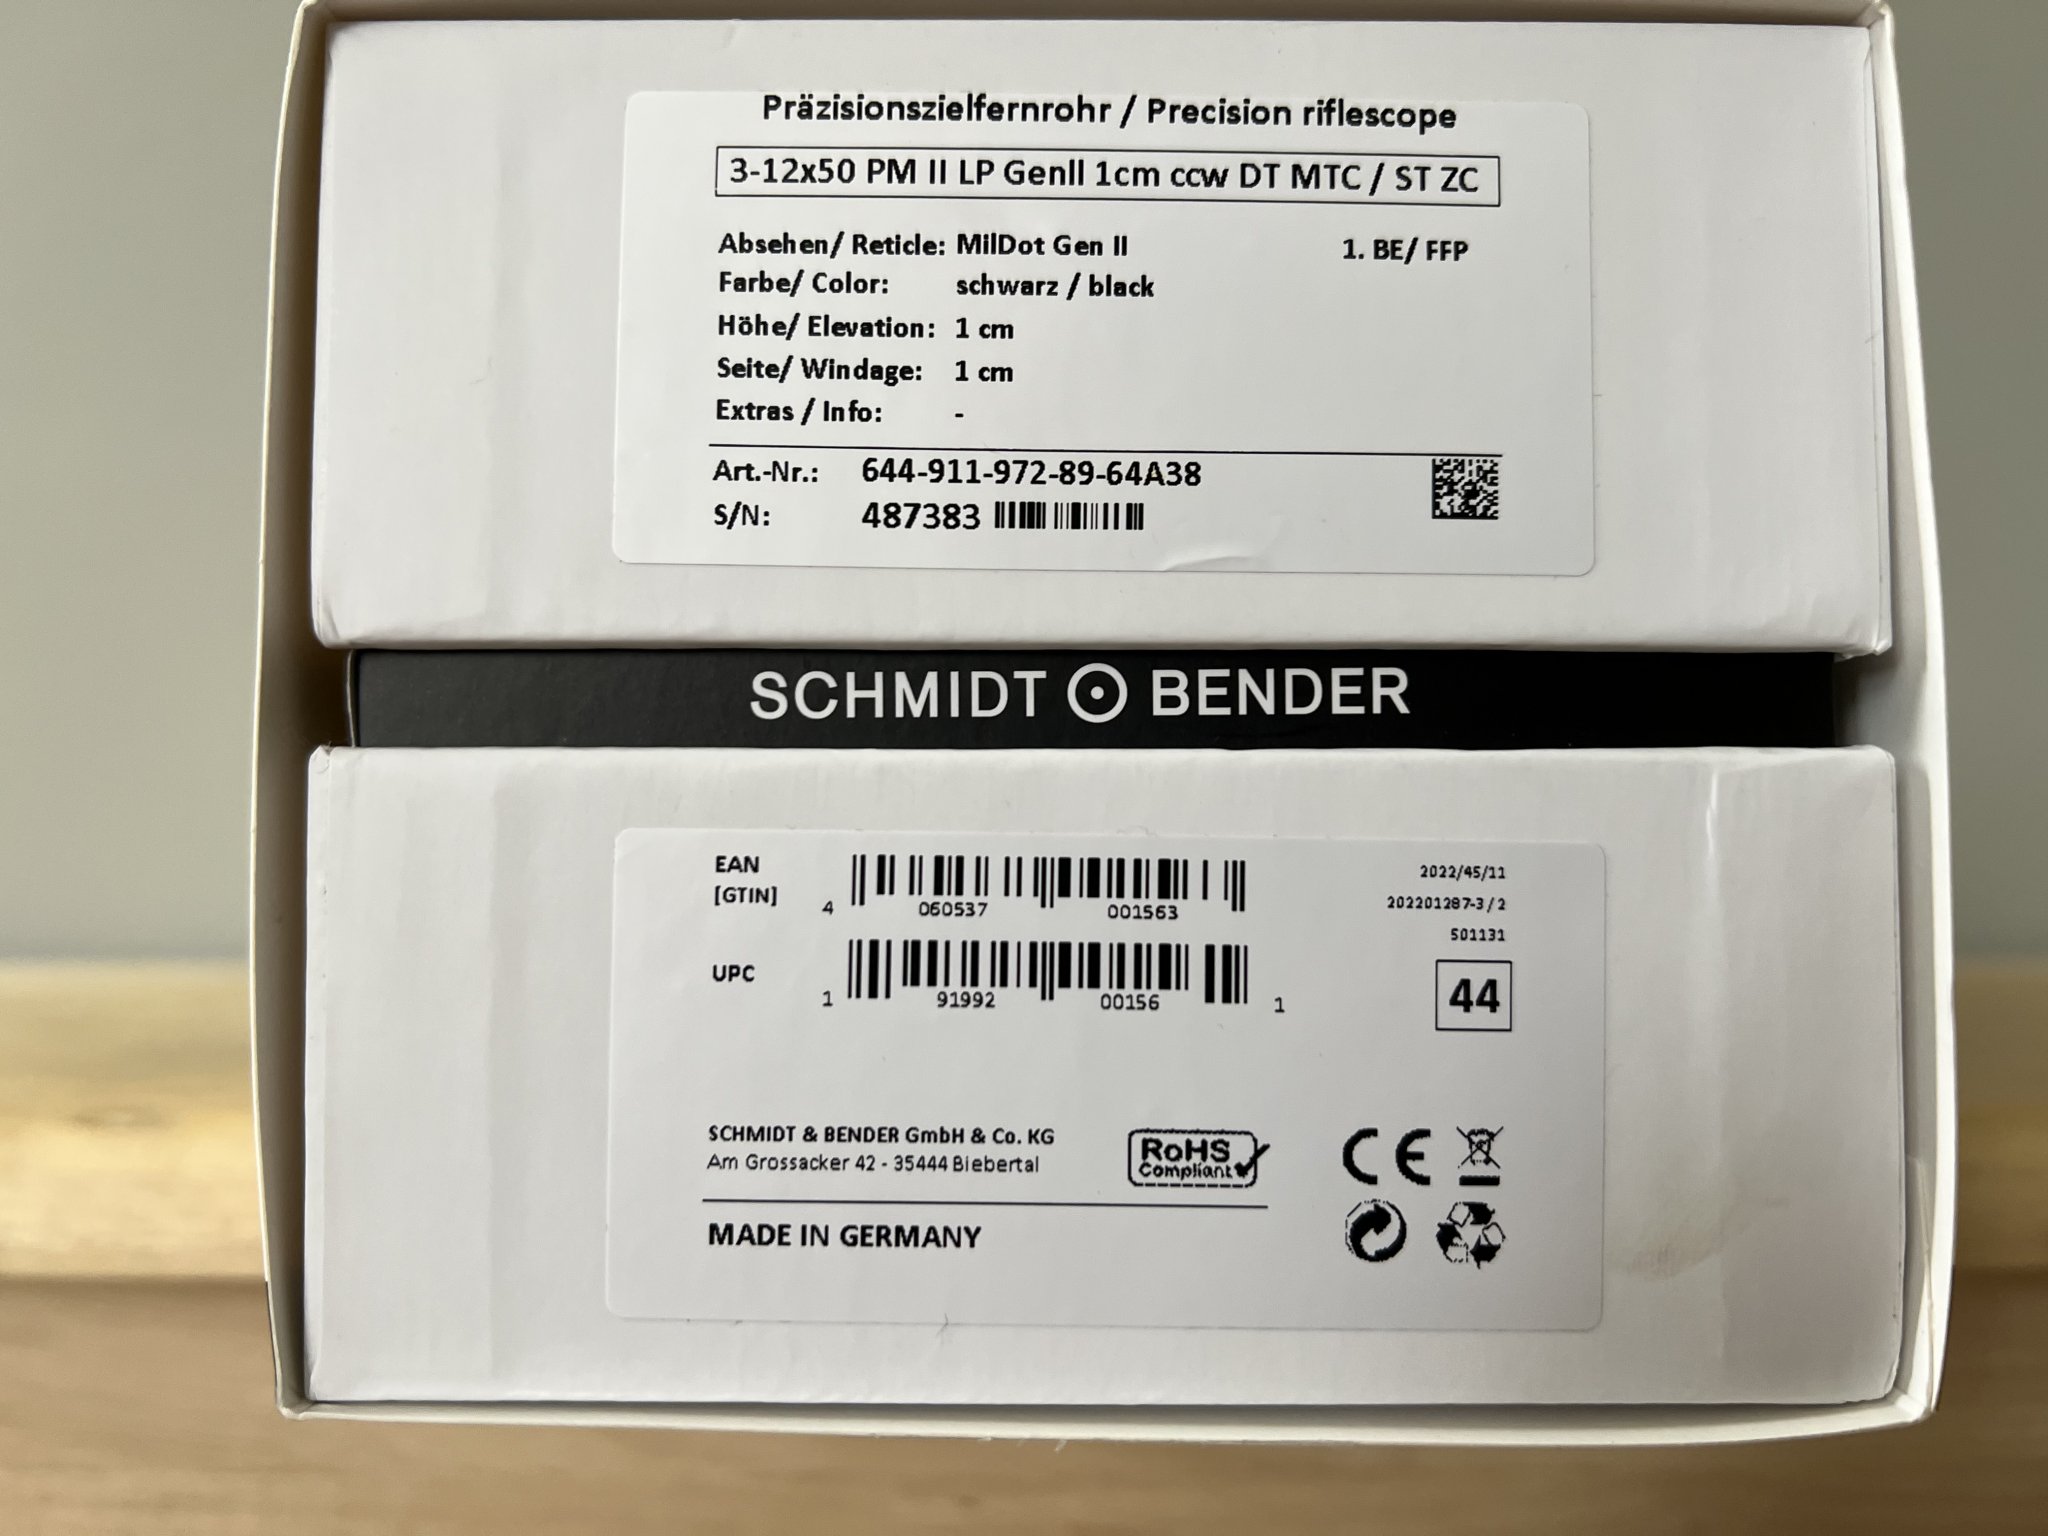 Präzisionszielfernrohr / Precision riflescope
3-12x50 PM II LP GenII 1cm ccw DT MTC / ST ZC
Absehen/ Reticle: MilDot Gen II 1. BE/ FFP
Farbe/ Color: schwarz / black
Höhe/ Elevation: 1 cm
Seite/ Windage: 1 cm
Extras / Info: -
Art.-Nr.: 644-911-972-89-64A38
S/N: 487383
SCHMIDT BENDER
EAN
[GTIN]
4 060537 001563
2022/45/11
202201287-3 / 2
501131
UPC
1 91992 00156 1
44
SCHMIDT & BENDER GmbH & Co. KG
Am Grossacker 42 - 35444 Biebertal
RoHS
Compliant
CE
MADE IN GERMANY